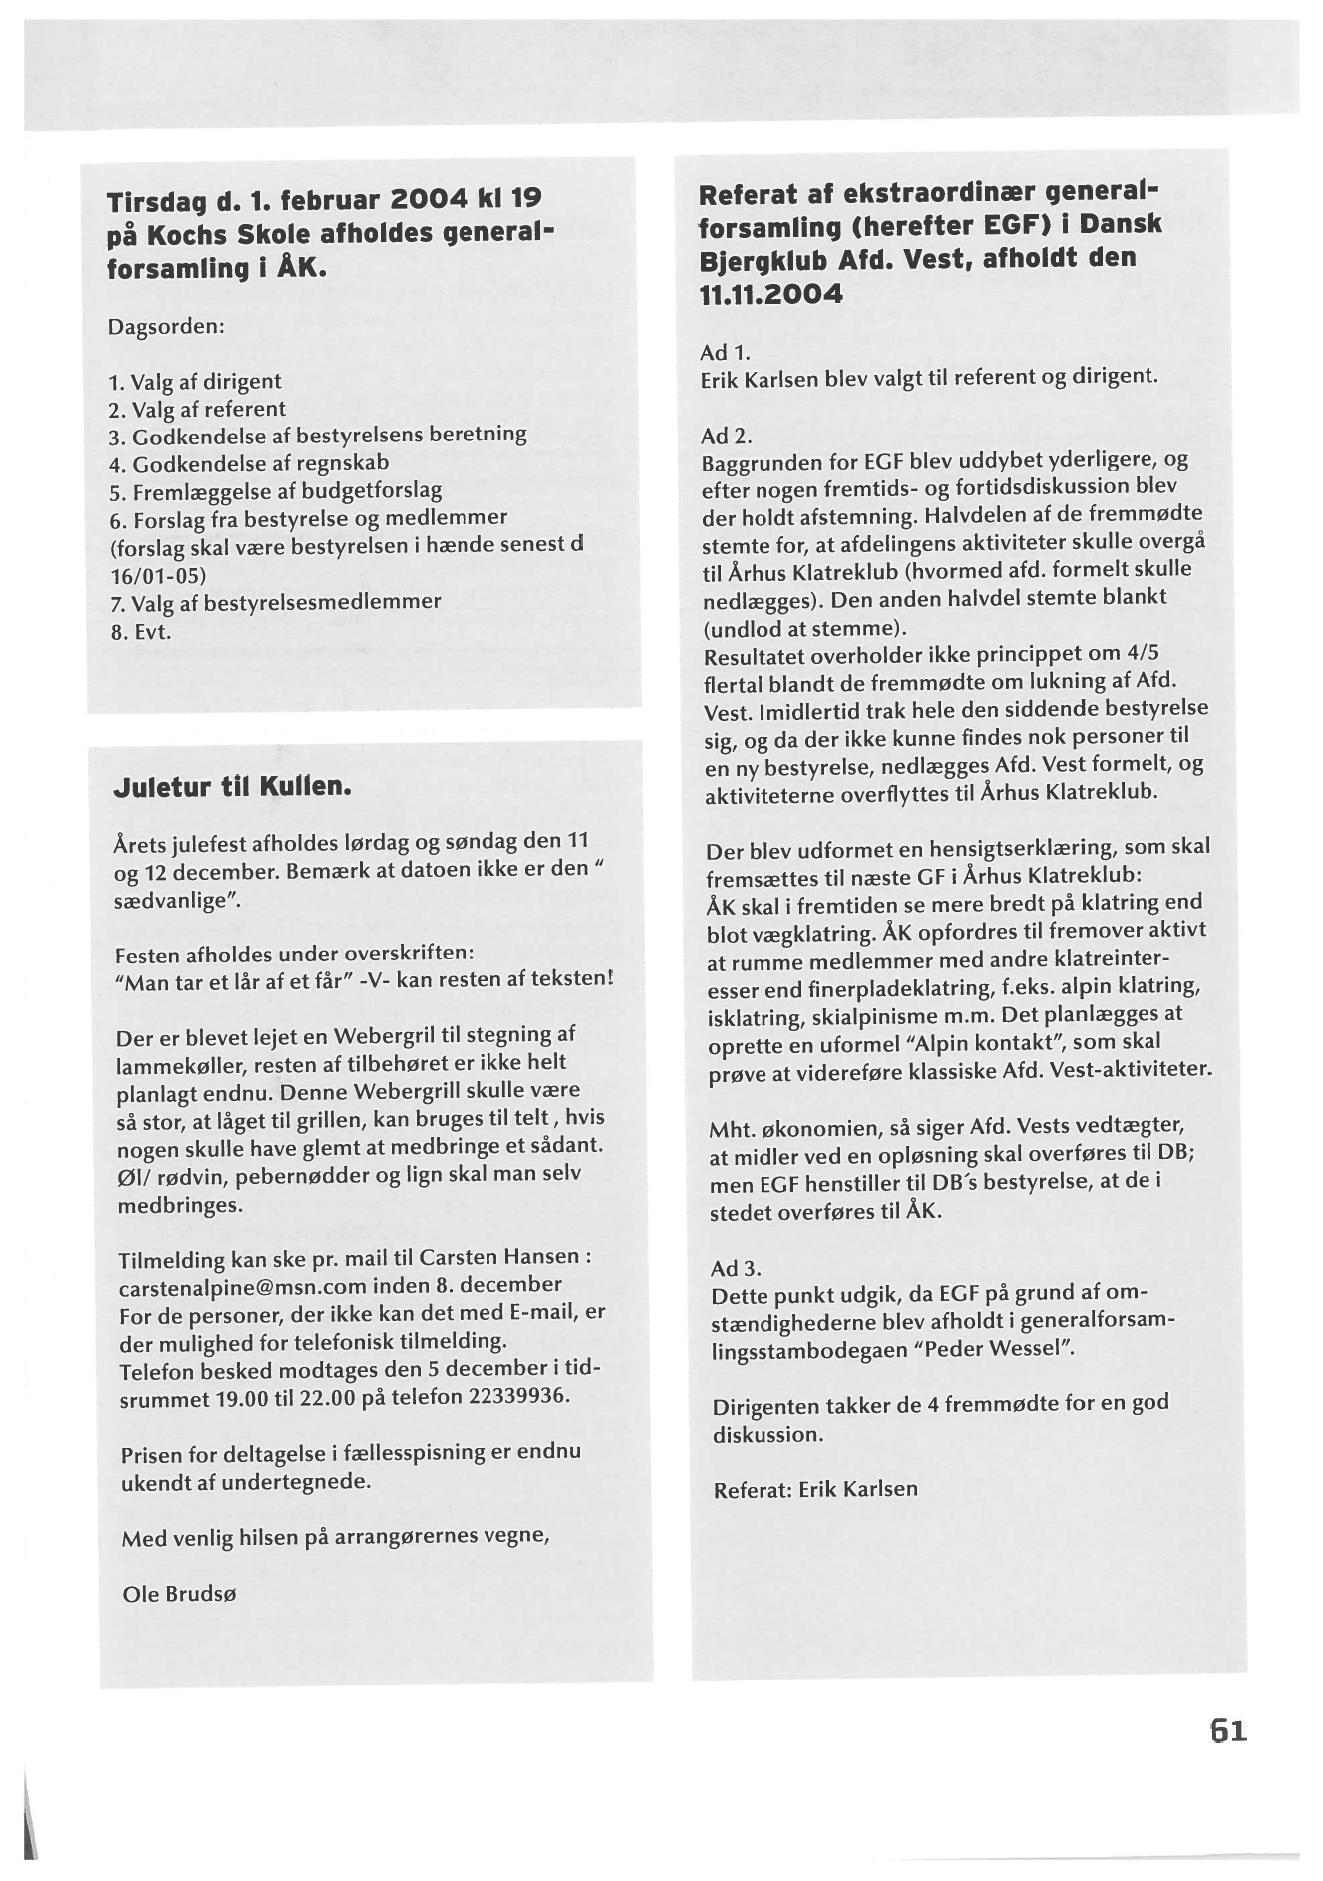 Tirsdag d. 1. februar 2004 kl 19
på Kochs Skole afholdes general-
forsamling i ÅK.
Dagsorden:
1. Valg af dirigent
2. Valg af referent
3. Godkendelse af bestyrelsens beretning
4. Godkendelse af regnskab
5. Fremlæggelse af budgetforslag
6. Forslag fra bestyrelse og medlemmer
(forslag skal være bestyrelsen i hænde senest d
16/01-05)
7. Valg af bestyrelsesmedlemmer
8. Evt.
Juletur til Kullen.
Årets julefest afholdes lørdag og søndag den 11
og 12 december. Bemærk at datoen ikke er den "
sædvanlige".
Festen afholdes under overskriften:
"Man tar et lår af et får" -V- kan resten af teksten!
Der er blevet lejet en Webergril til stegning af
lammekøller, resten af tilbehøret er ikke helt
planlagt endnu. Denne Webergrill skulle være
så stor, at låget til grillen, kan bruges til telt , hvis
nogen skulle have glemt at medbringe et sådant.
Øl/ rødvin, pebernødder og lign skal man selv
medbringes.
Tilmelding kan ske pr. mail til Carsten Hansen :
carstenalpine@msn.com inden 8. december
For de personer, der ikke kan det med E-mail, er
der mulighed for telefonisk tilmelding.
Telefon besked modtages den 5 december i tid-
srummet 19.00 til 22.00 på telefon 22339936.
Prisen for deltagelse i fællesspisning er endnu
ukendt af undertegnede.
Med venlig hilsen på arrangørernes vegne,
Ole Brudsø
Referat af ekstraordinær general-
forsamling (herefter EGF) i Dansk
Bjergklub Afd. Vest, afholdt den
11.11.2004
Ad 1.
Erik Karlsen blev valgt til referent og dirigent.
Ad 2.
Baggrunden for EGF blev uddybet yderligere, og
efter nogen fremtids- og fortidsdiskussion blev
der holdt afstemning. Halvdelen af de fremmødte
stemte for, at afdelingens aktiviteter skulle overgå
til Århus Klatreklub (hvormed afd. formelt skulle
nedlægges). Den anden halvdel stemte blankt
(undlod at stemme).
Resultatet overholder ikke princippet om 4/5
flertal blandt de fremmødte om lukning af Afd.
Vest. Imidlertid trak hele den siddende bestyrelse
sig, og da der ikke kunne findes nok personer til
en ny bestyrelse, nedlægges Afd. Vest formelt, og
aktiviteterne overflyttes til Århus Klatreklub.
Der blev udformet en hensigtserklæring, som skal
fremsættes til næste GF i Århus Klatreklub:
ÅK skal i fremtiden se mere bredt på klatring end
blot vægklatring. ÅK opfordres til fremover aktivt
at rumme medlemmer med andre klatreinter-
esser end finerpladeklatring, f.eks. alpin klatring,
isklatring, skialpinisme m.m. Det planlægges at
oprette en uformel "Alpin kontakt", som skal
prøve at videreføre klassiske Afd. Vest-aktiviteter.
Mht. økonomien, så siger Afd. Vests vedtægter,
at midler ved en opløsning skal overføres til DB;
men EGF henstiller til DB´s bestyrelse, at de i
stedet overføres til ÅK.
Ad 3.
Dette punkt udgik, da EGF på grund af om-
stændighederne blev afholdt i generalforsam-
lingsstambodegaen "Peder Wessel".
Dirigenten takker de 4 fremmødte for en god
diskussion.
Referat: Erik Karlsen
61